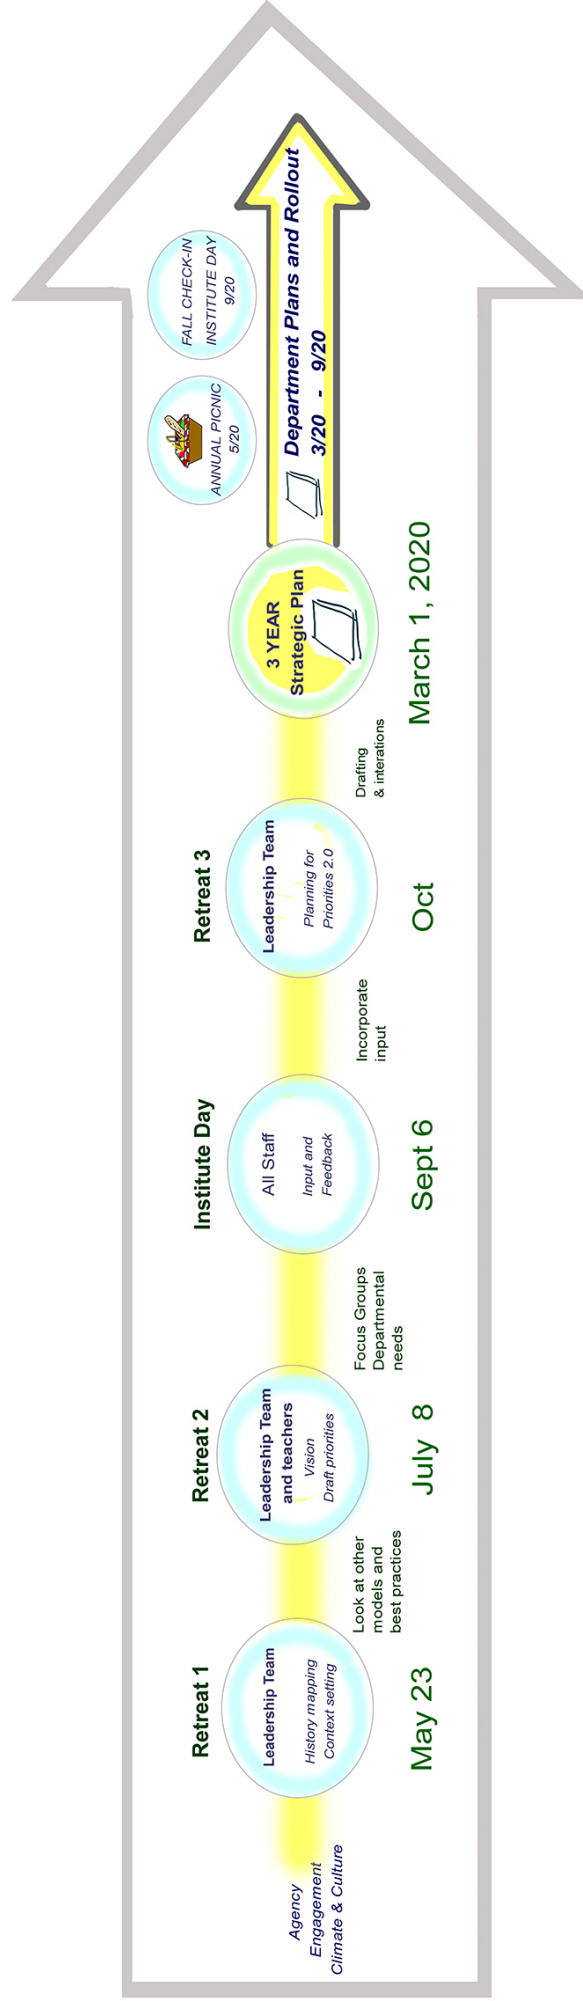 Agency
Engagement
Climate & Culture
Retreat 1
Leadership Team
History mapping
Context setting
May 23
Look at other
models and
best practices
Retreat 2
Leadership Team
and teachers
Vision
Draft priorities
July 8
Focus Groups
Departmental
needs
Institute Day
All Staff
Input and
Feedback
Sept 6
Incorporate
input
Retreat 3
Leadership Team
Planning for
Priorities 2.0
Oct
Drafting
& interations
3 YEAR
Strategic Plan
March 1, 2020
Department Plans and Rollout
3/20 - 9/20
ANNUAL PICNIC
5/20
FALL CHECK-IN
INSTITUTE DAY
9/20